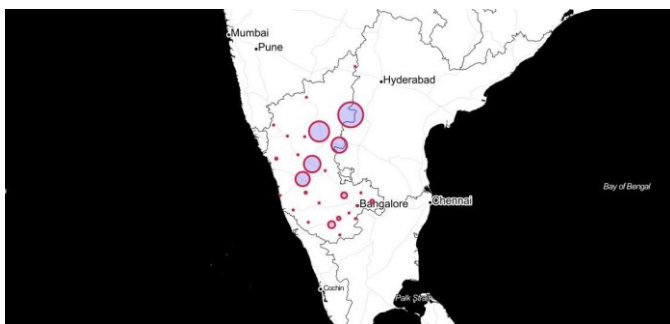 Mumbai
Pune
Hyderabad
Bay of Bengal
Bangalore
Chennai
Cochin
Palk Strait